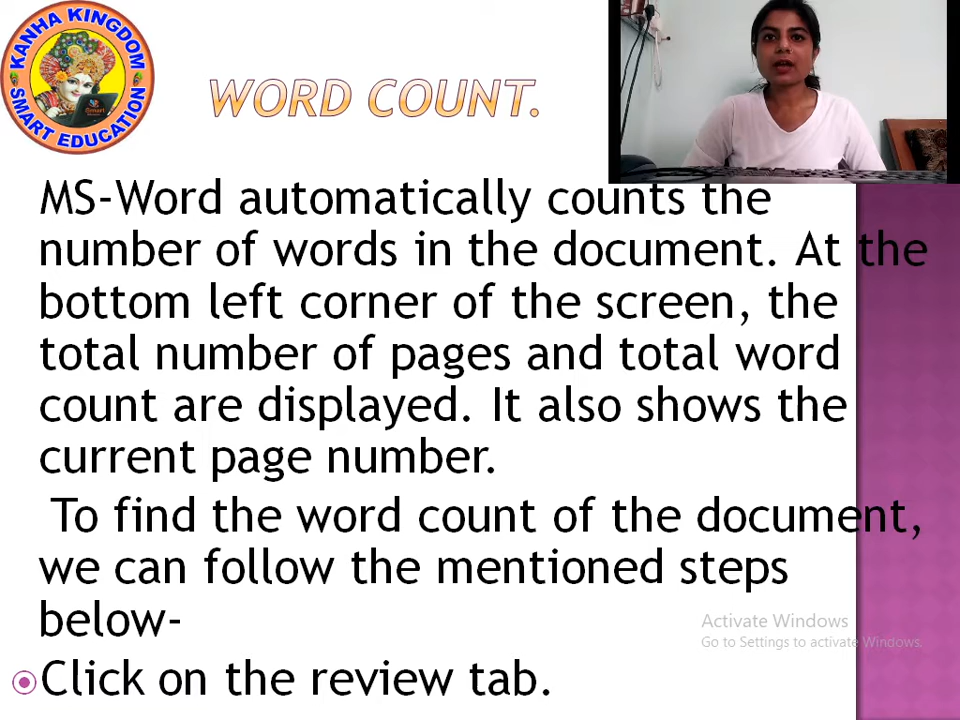 KANHA KINGDOM
SMART EDUCATION
WORD COUNT.
MS-Word automatically counts the
number of words in the document. At the
bottom left corner of the screen, the
total number of pages and total word
count are displayed. It also shows the
current page number.
To find the word count of the document,
we can follow the mentioned steps
below-
Click on the review tab.
Activate Windows
Go to Settings to activate Windows.